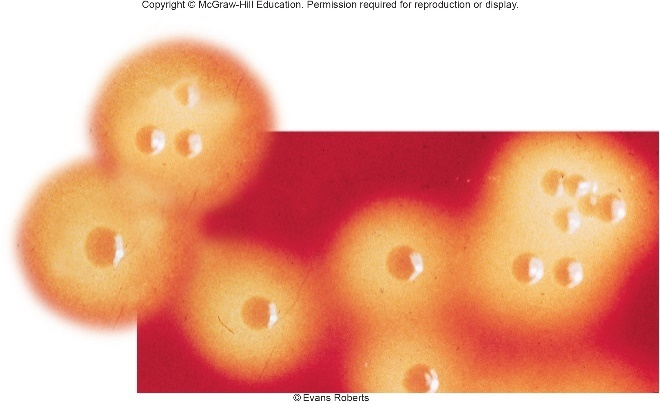 Copyright © McGraw-Hill Education. Permission required for reproduction or display.
© Evans Roberts